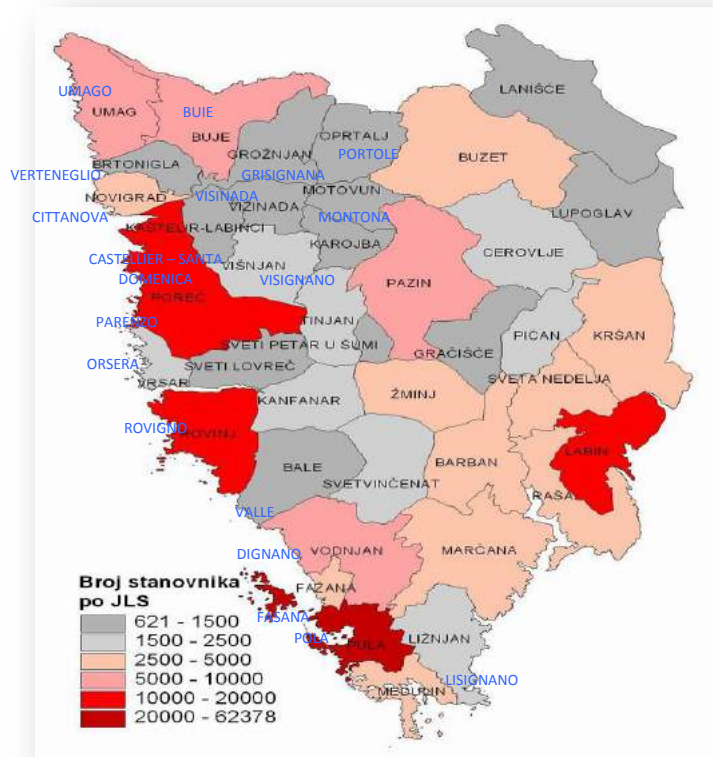 LANIŠĆE
UMAGO
UMAG
BUIE
BUJE
OPRTALJ
PORTOLE
BUZET
GROŽNJAN
GRISIGNANA
BRTONIGLA
VERTENEGLIO
NOVIGRAD
VISINADA
VIŽINADA
MOTOVUN
MONTONA
LUPOGLAV
CITTANOVA
KAŠTELIR-LABINCI
KAROJBA
CEROVLJE
CASTELLIER – SANTA
DOMENICA
VIŠNJAN
VISIGNANO
PAZIN
POREČ
PARENZO
TINJAN
PIĆAN
KRŠAN
SVETI PETAR U ŠUMI
GRAČIŠĆE
ORSERA
SVETI LOVREČ
SVETA NEDELJA
VRSAR
KANFANAR
ŽMINJ
ROVIGNO
ROVINJ
LABIN
BALE
BARBAN
SVETVINČENAT
RAŠA
VALLE
DIGNANO
VODNJAN
MARČANA
FAŽANA
FASANA
POLA
PULA
LIŽNJAN
LISIGNANO
MEDULIN
Broj stanovnika
po JLS
621 - 1500
1500 - 2500
2500 - 5000
5000 - 10000
10000 - 20000
20000 - 62378